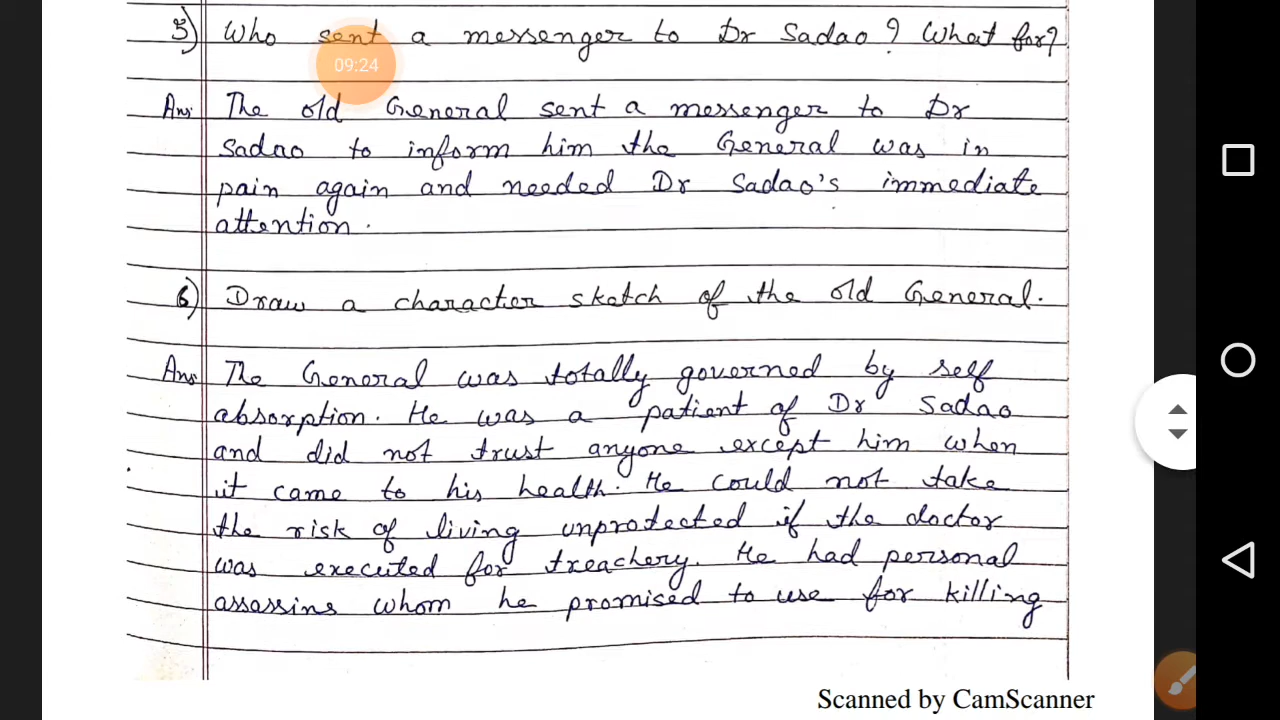 5) Who sent a messenger to Dr Sadao? What for?
09:24
Ans The old General sent a messenger to Dr
Sadao to inform him the General was in
pain again and needed Dr Sadao's immediate
attention.
6) Draw a character sketch of the old General.
Ans The General was totally governed by self
absorption. He was a patient of Dr Sadao
and did not trust anyone except him when
it came to his health. He could not take
the risk of living unprotected if the doctor
was executed for treachery. He had personal
assassins whom he promised to use for killing
Scanned by CamScanner